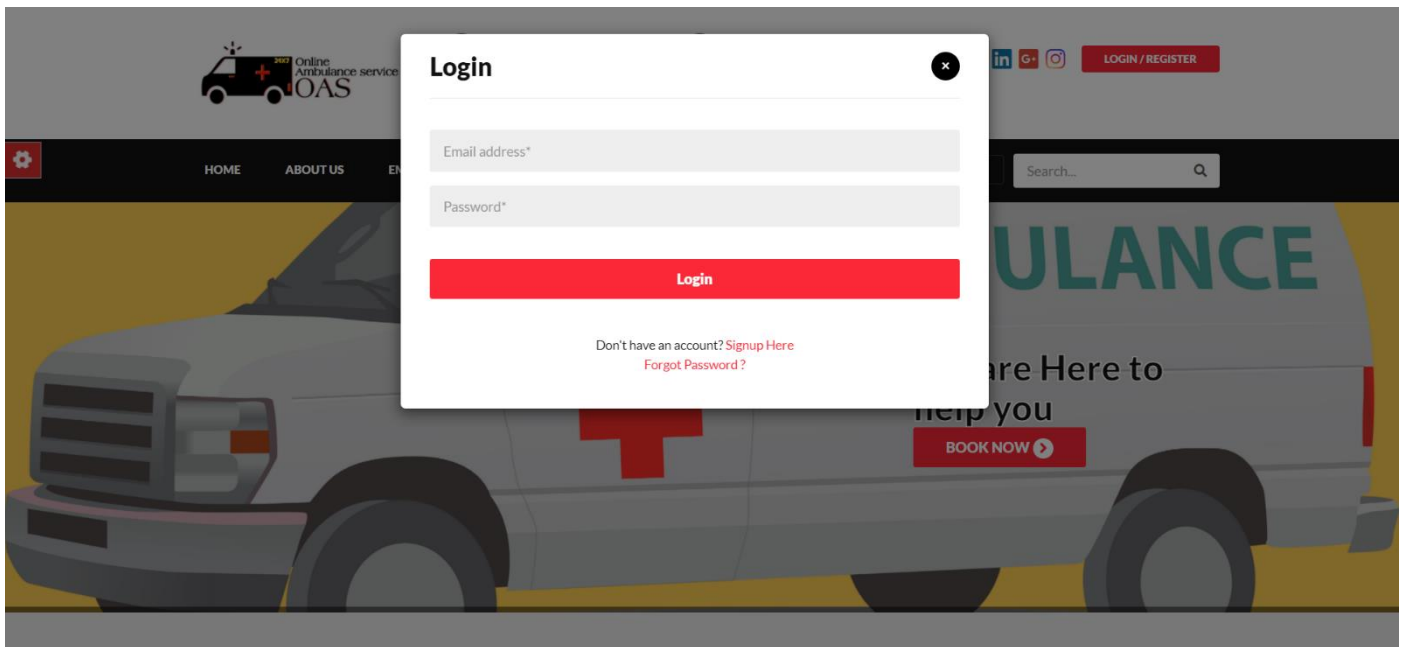 24X7 Online
Ambulance service
OAS
in G+
LOGIN / REGISTER
Login
×
Email address*
Password*
Login
Don't have an account? Signup Here
Forgot Password ?
HOME ABOUT US
Search...
ULANCE
are Here to
help you
BOOK NOW